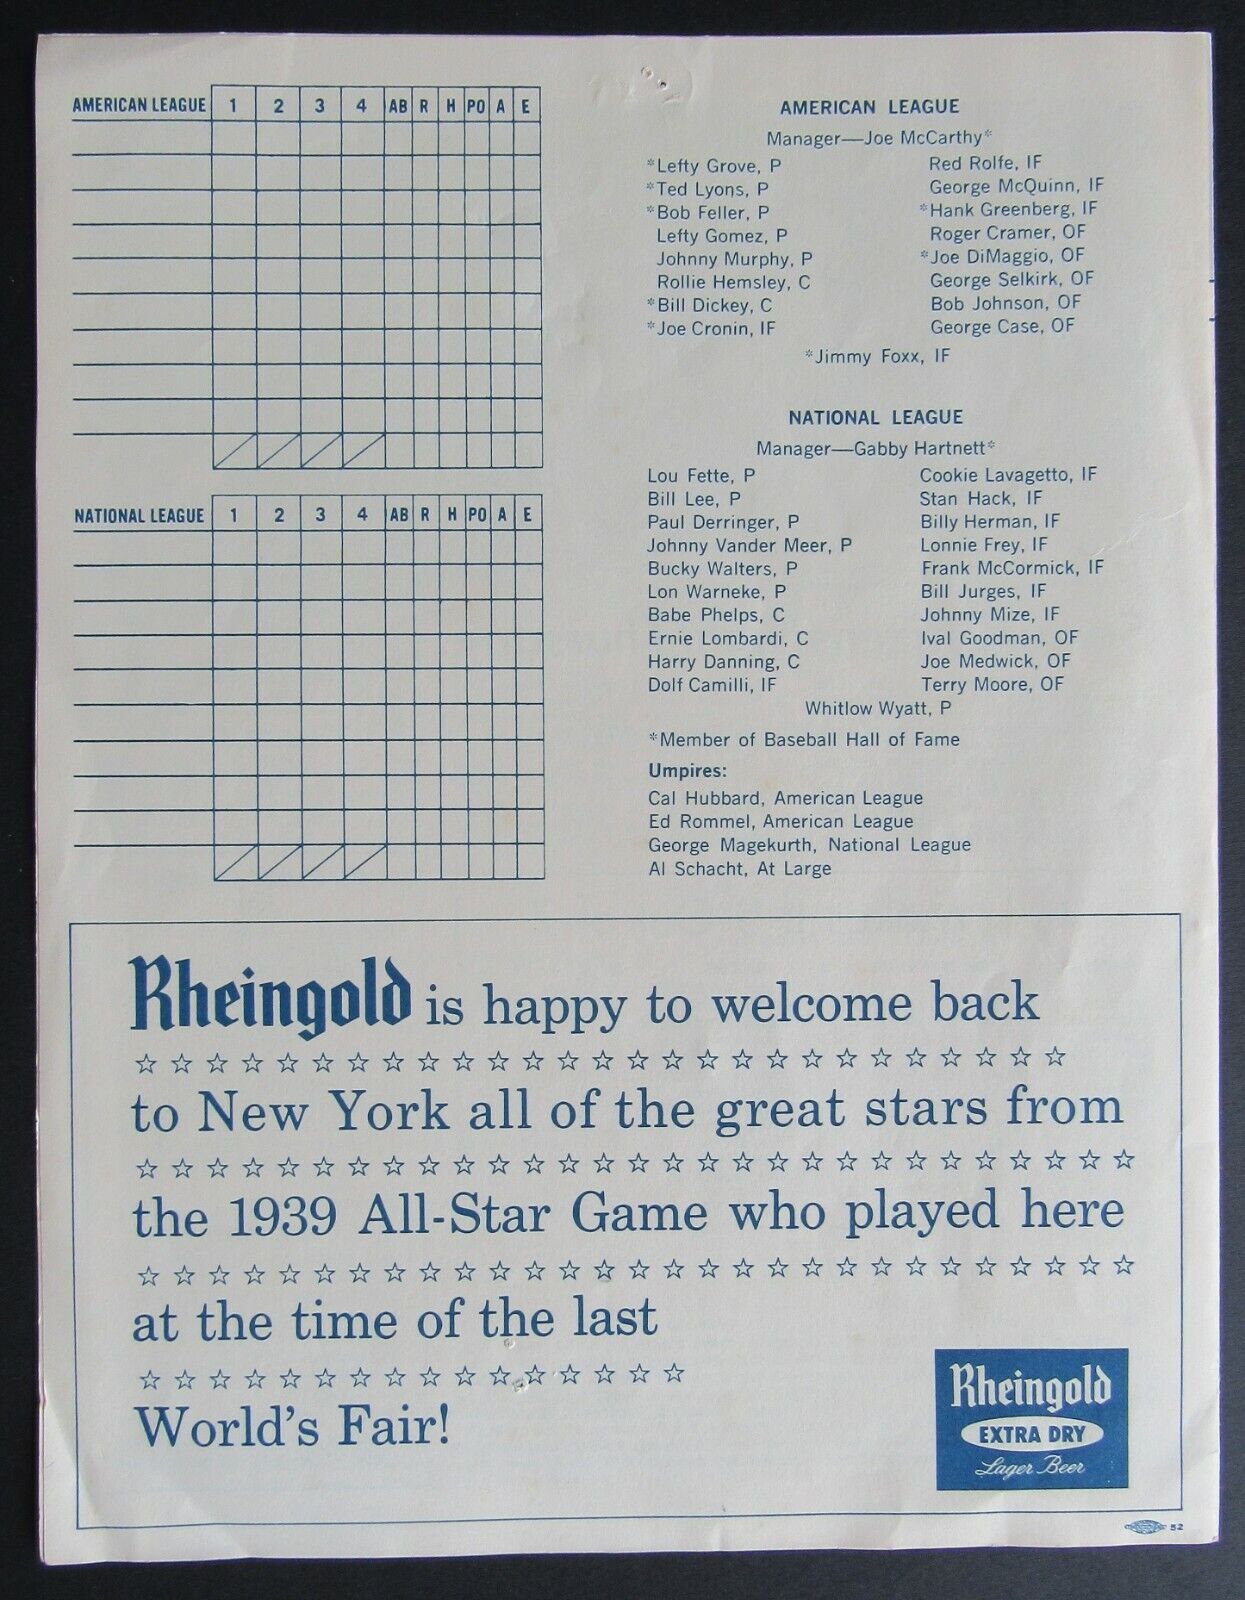 AMERICAN LEAGUE 1 2 3 4 AB R H PO A E
NATIONAL LEAGUE 1 2 3 4 AB R H PO A E
AMERICAN LEAGUE
Manager—Joe McCarthy*
*Lefty Grove, P
*Ted Lyons, P
*Bob Feller, P
Lefty Gomez, P
Johnny Murphy, P
Rollie Hemsley, C
*Bill Dickey, C
*Joe Cronin, IF
Red Rolfe, IF
George McQuinn, IF
*Hank Greenberg, IF
Roger Cramer, OF
*Joe DiMaggio, OF
George Selkirk, OF
Bob Johnson, OF
George Case, OF
*Jimmy Foxx, IF
NATIONAL LEAGUE
Manager—Gabby Hartnett*
Lou Fette, P
Bill Lee, P
Paul Derringer, P
Johnny Vander Meer, P
Bucky Walters, P
Lon Warneke, P
Babe Phelps, C
Ernie Lombardi, C
Harry Danning, C
Dolf Camilli, IF
Cookie Lavagetto, IF
Stan Hack, IF
Billy Herman, IF
Lonnie Frey, IF
Frank McCormick, IF
Bill Jurges, IF
Johnny Mize, IF
Ival Goodman, OF
Joe Medwick, OF
Terry Moore, OF
Whitlow Wyatt, P
*Member of Baseball Hall of Fame
Umpires:
Cal Hubbard, American League
Ed Rommel, American League
George Magekurth, National League
Al Schacht, At Large
Rheingold is happy to welcome back
to New York all of the great stars from
the 1939 All-Star Game who played here
at the time of the last
World's Fair!
Rheingold
EXTRA DRY
Lager Beer
52